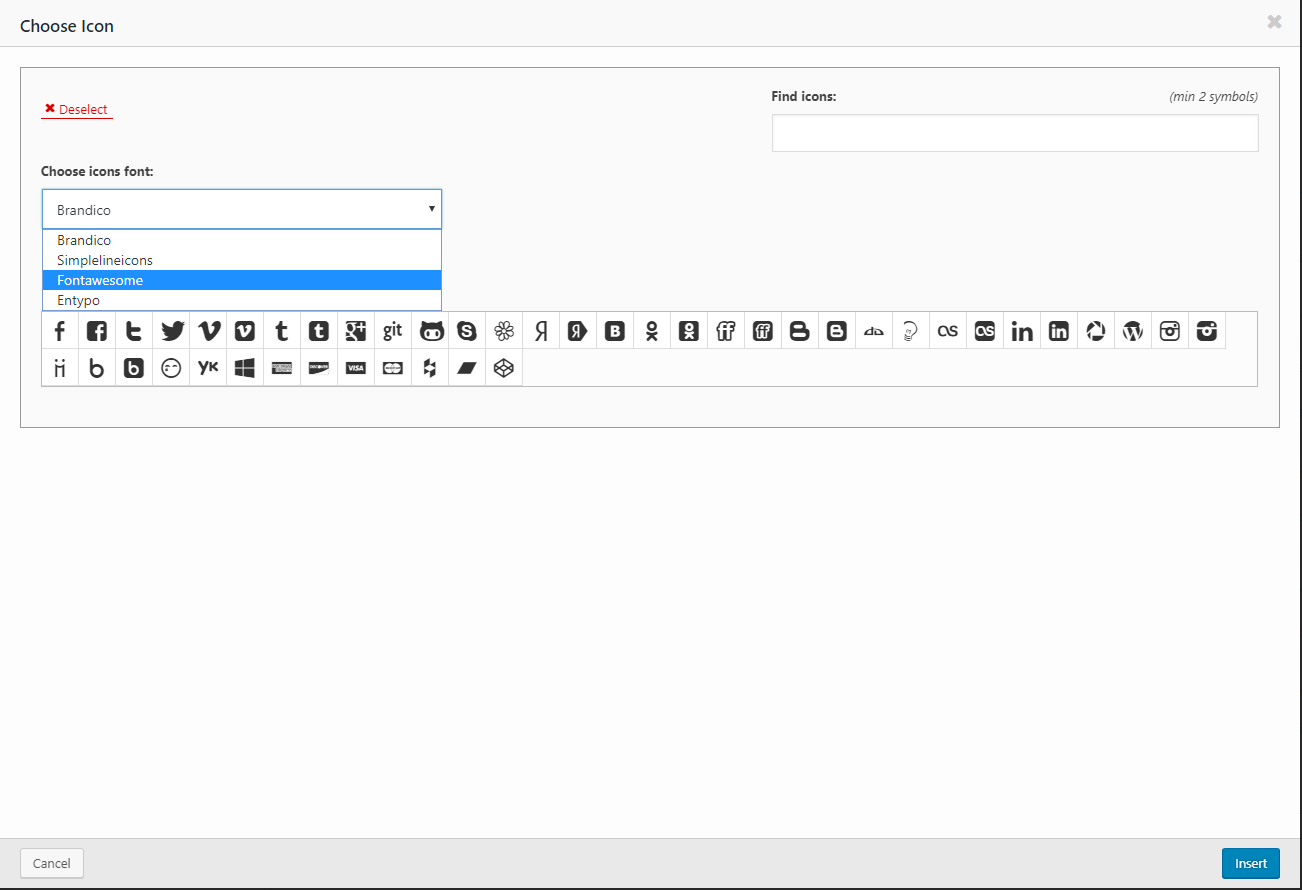 Choose Icon
Deselect
Find icons:
(min 2 symbols)
Choose icons font:
Brandico
Brandico
Simplelineicons
Fontawesome
Entypo
git
Cancel
Insert